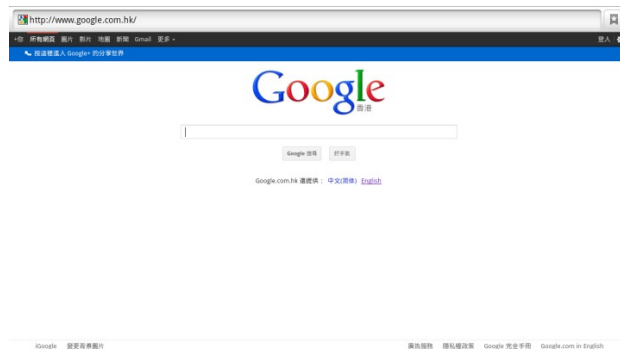 http://www.google.com.hk/
+你 所有網頁 圖片 影片 地圖 新聞 Gmail 更多 登入
按這裡進入 Google+ 的分享世界
Google
香港
Google 搜尋 好手氣
Google.com.hk 還提供： 中文(简体) English
iGoogle 變更背景圖片 廣告服務 隱私權政策 Google 完全手冊 Google.com in English